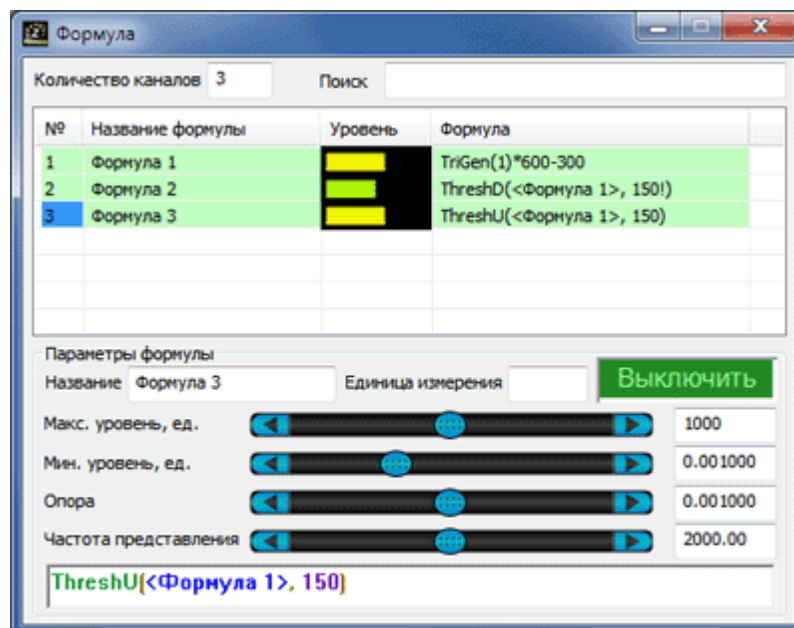 Формула
Количество каналов 3 Поиск
№ Название формулы Уровень Формула
1 Формула 1 TriGen(1)*600-300
2 Формула 2 ThreshD(<Формула 1>, 150!)
3 Формула 3 ThreshU(<Формула 1>, 150)
Параметры формулы
Название Формула 3 Единица измерения Выключить
Макс. уровень, ед. 1000
Мин. уровень, ед. 0.001000
Опора 0.001000
Частота представления 2000.00
ThreshU(<Формула 1>, 150)